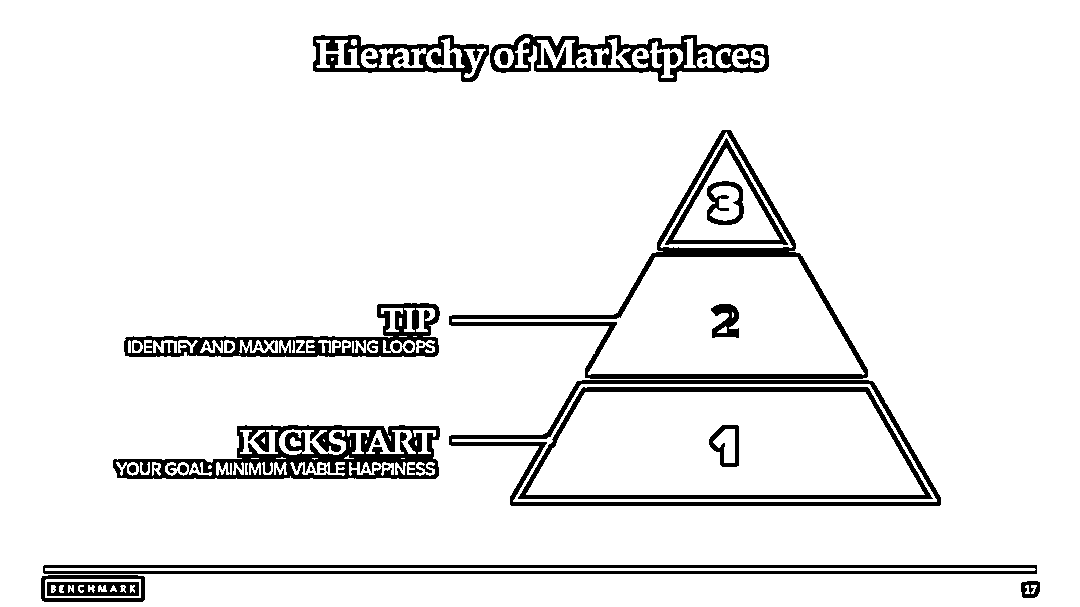 Hierarchy of Marketplaces
3
TIP
IDENTIFY AND MAXIMIZE TIPPING LOOPS
2
KICKSTART
YOUR GOAL: MINIMUM VIABLE HAPPINESS
1
BENCHMARK
17